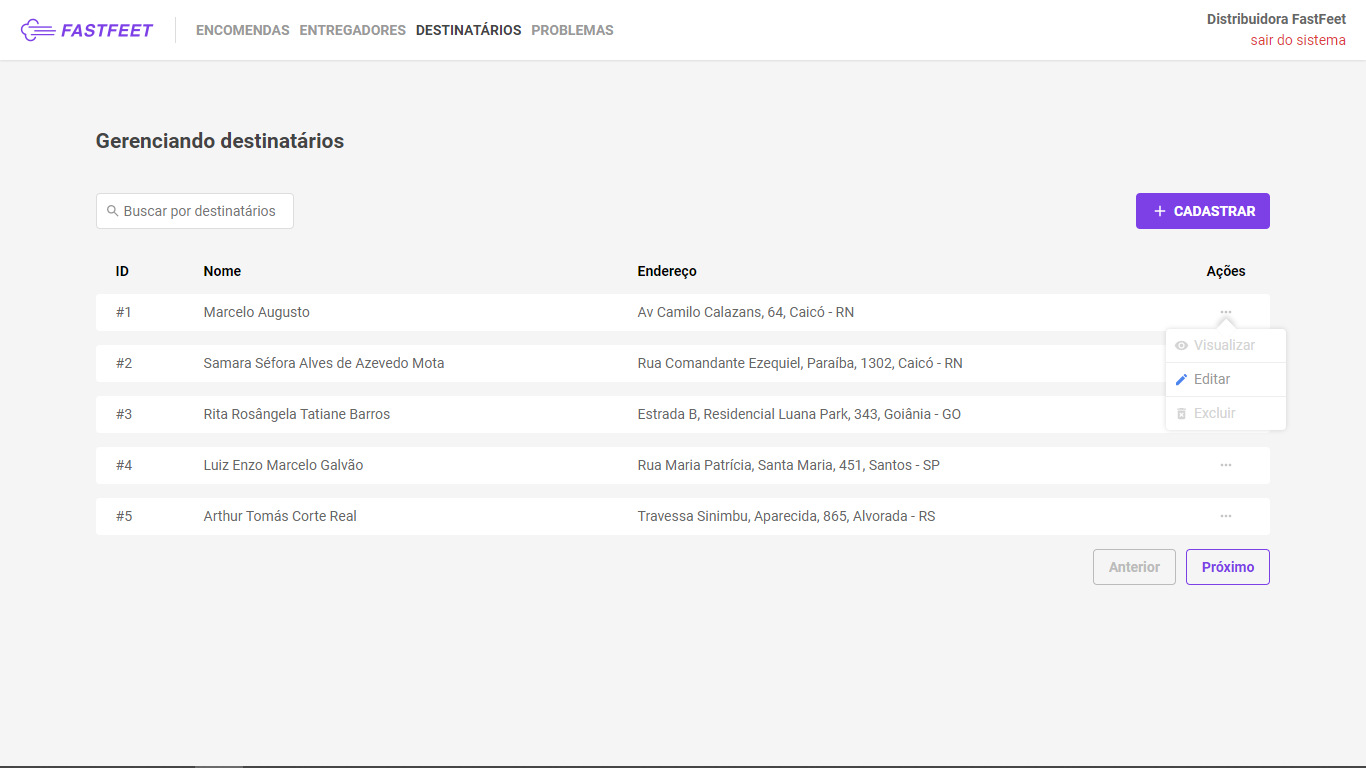 FASTFEET ENCOMENDAS ENTREGADORES DESTINATÁRIOS PROBLEMAS
Distribuidora FastFeet
sair do sistema
Gerenciando destinatários
Buscar por destinatários
CADASTRAR
ID Nome Endereço Ações
#1 Marcelo Augusto Av Camilo Calazans, 64, Caicó - RN ...
Visualizar
#2 Samara Séfora Alves de Azevedo Mota Rua Comandante Ezequiel, Paraíba, 1302, Caicó - RN
Editar
#3 Rita Rosângela Tatiane Barros Estrada B, Residencial Luana Park, 343, Goiânia - GO
Excluir
#4 Luiz Enzo Marcelo Galvão Rua Maria Patrícia, Santa Maria, 451, Santos - SP ...
#5 Arthur Tomás Corte Real Travessa Sinimbu, Aparecida, 865, Alvorada - RS ...
Anterior Próximo